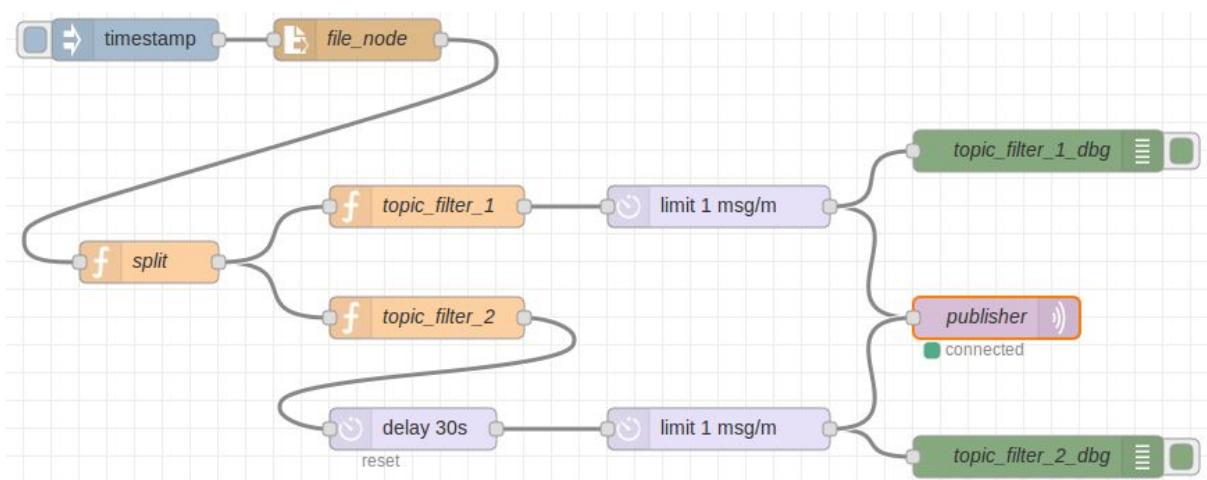 timestamp
file_node
topic_filter_1_dbg
topic_filter_1
limit 1 msg/m
split
topic_filter_2
publisher
connected
delay 30s
limit 1 msg/m
reset
topic_filter_2_dbg